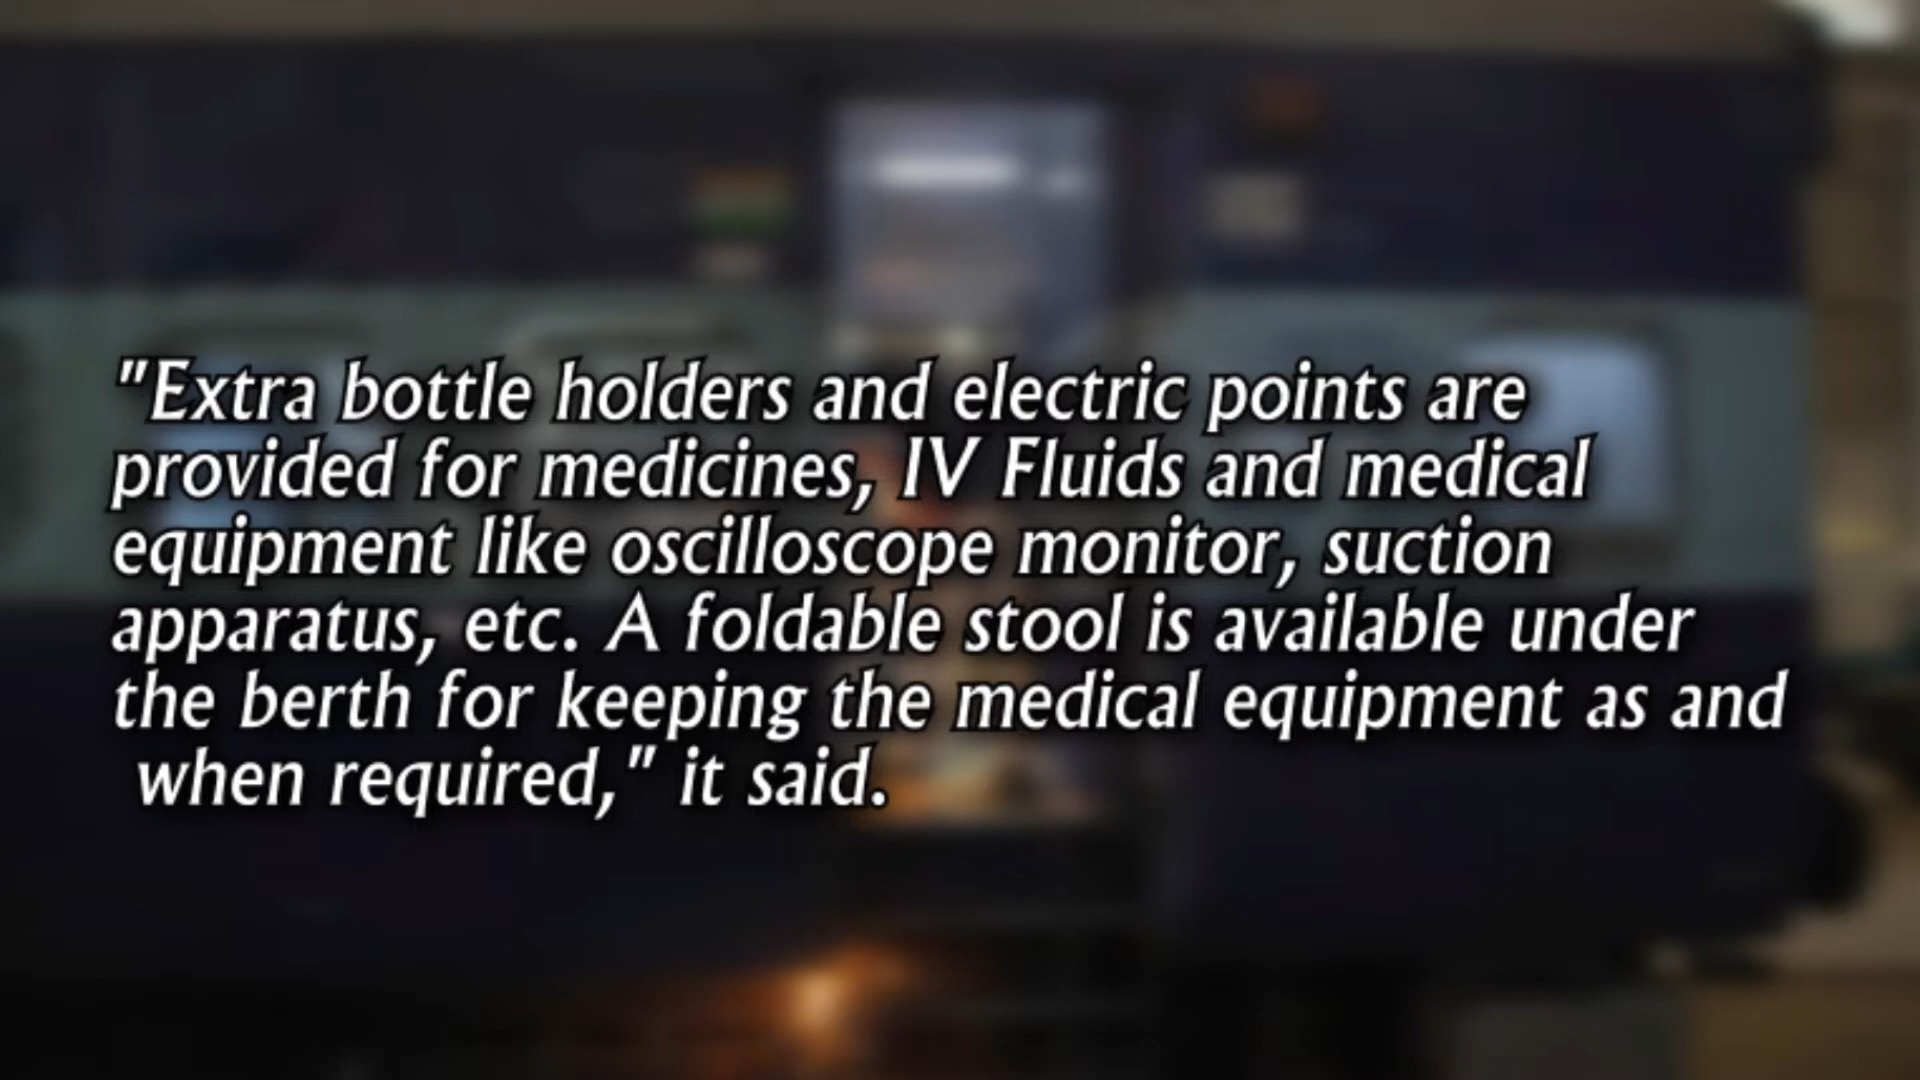 "Extra bottle holders and electric points are
provided for medicines, IV Fluids and medical
equipment like oscilloscope monitor, suction
apparatus, etc. A foldable stool is available under
the berth for keeping the medical equipment as and
when required," it said.